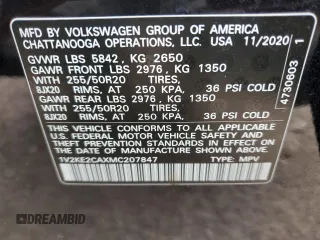 MFD BY VOLKSWAGEN GROUP OF AMERICA
CHATTANOOGA OPERATIONS, LLC. USA 11/2020
GVWR LBS 5842, KG 2650
GAWR FRONT LBS 2976, KG 1350
WITH 255/50R20 TIRES,
8JX20 RIMS, AT 250 KPA, 36 PSI COLD
GAWR REAR LBS 2976, KG 1350
WITH 255/50R20 TIRES,
8JX20 RIMS, AT 250 KPA, 36 PSI COLD
THIS VEHICLE CONFORMS TO ALL APPLICABLE
U.S. FEDERAL MOTOR VEHICLE SAFETY
AND THEFT PREVENTION STANDARDS IN EFFECT
ON THE DATE OF MANUFACTURE SHOWN ABOVE.
1V2KE2CAXMC207847 TYPE: MPV
4730603 1
DREAMBID